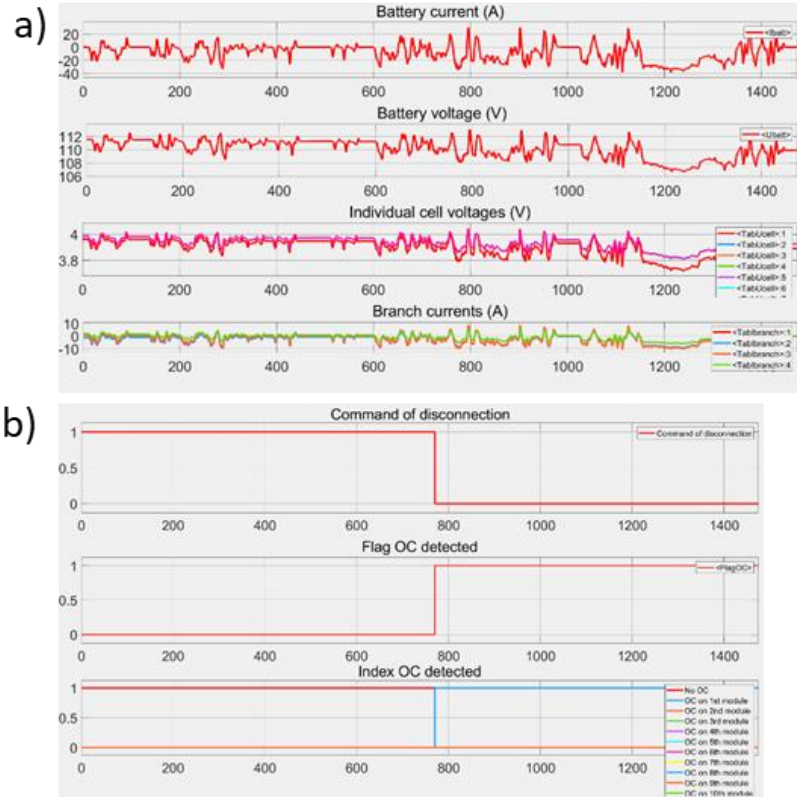 a)
Battery current (A)
20
0
-20
-40
<Ibatt>
0 200 400 600 800 1000 1200 1400
Battery voltage (V)
112
110
108
106
<Ubatt>
0 200 400 600 800 1000 1200 1400
Individual cell voltages (V)
4
3.8
<TabUcell>:1
<TabUcell>:2
<TabUcell>:3
<TabUcell>:4
<TabUcell>:5
<TabUcell>:6
0 200 400 600 800 1000 1200
Branch currents (A)
10
0
-10
<TabIbranch>:1
<TabIbranch>:2
<TabIbranch>:3
<TabIbranch>:4
0 200 400 600 800 1000 1200
b)
Command of disconnection
1
0.5
0
Command of disconnection
0 200 400 600 800 1000 1200 1400
Flag OC detected
1
0.5
0
<FlagOC>
0 200 400 600 800 1000 1200 1400
Index OC detected
1
0.5
0
No OC
OC on 1st module
OC on 2nd module
OC on 3rd module
OC on 4th module
OC on 5th module
OC on 6th module
OC on 7th module
OC on 8th module
OC on 9th module
OC on 10th module
0 200 400 600 800 1000 1200